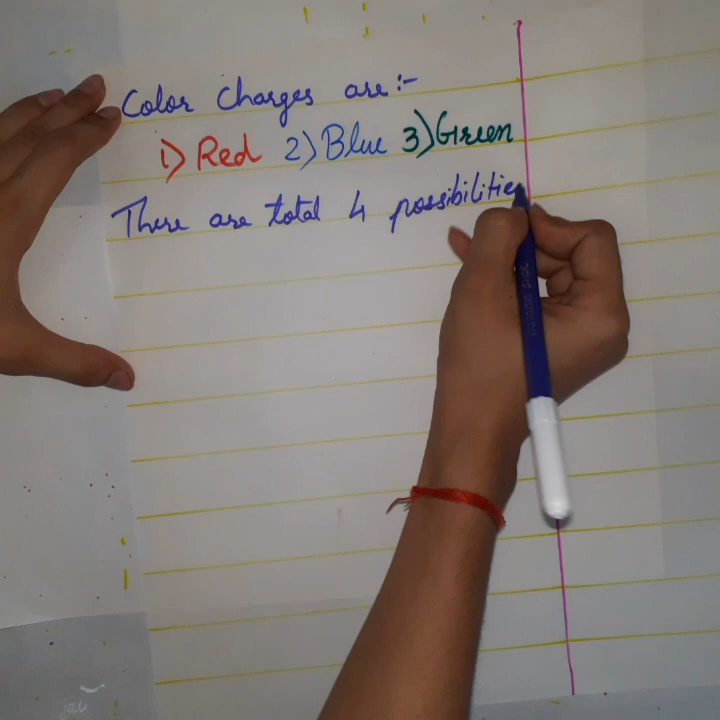 Color Charges are:-
1) Red 2) Blue 3) Green
There are total 4 possibilities